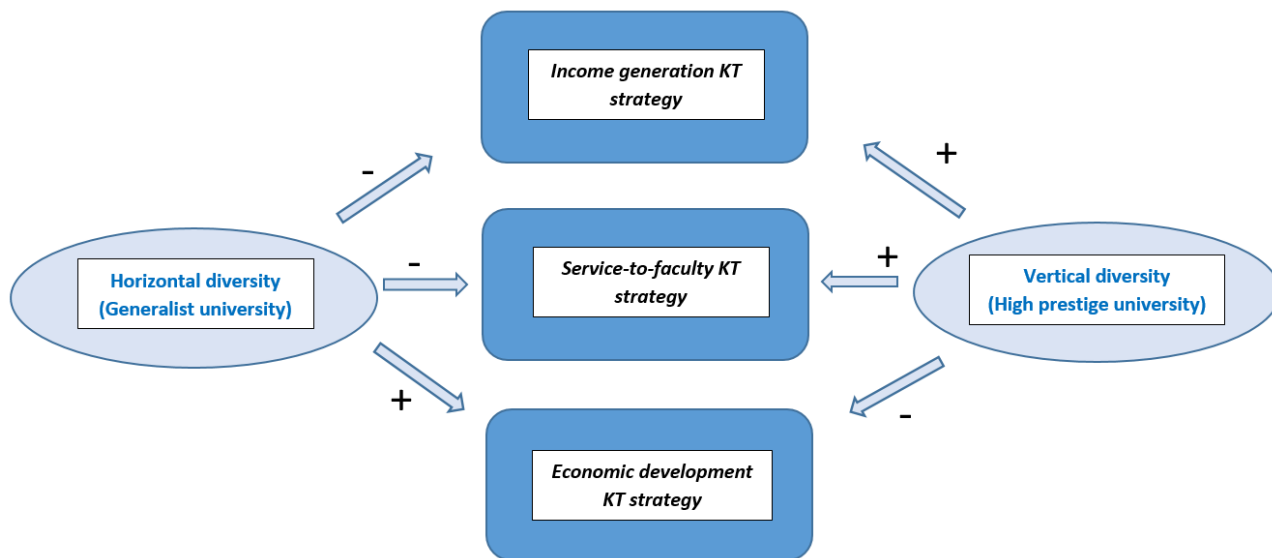 Income generation KT
strategy
+
-
Service-to-faculty KT
strategy
-
+
Horizontal diversity
(Generalist university)
Vertical diversity
(High prestige university)
+
-
Economic development
KT strategy